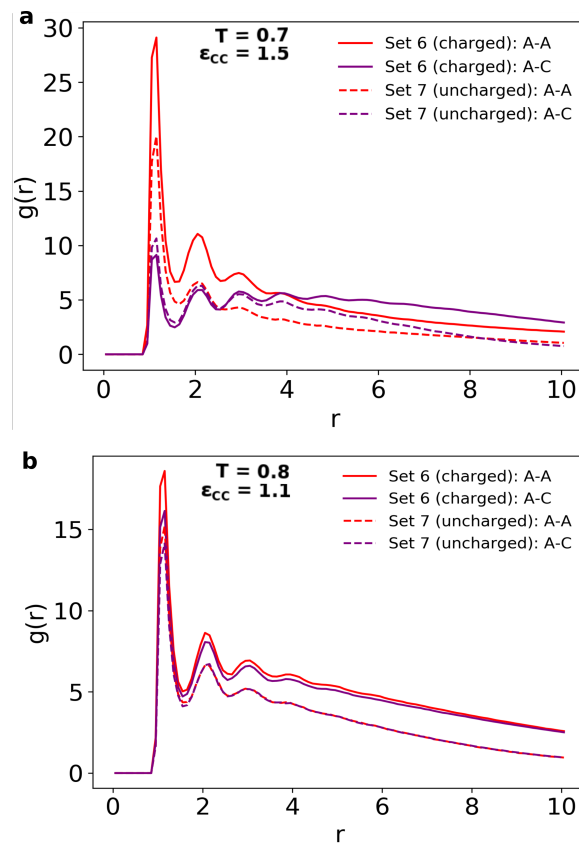 a
T = 0.7
εCC = 1.5
Set 6 (charged): A-A
Set 6 (charged): A-C
Set 7 (uncharged): A-A
Set 7 (uncharged): A-C
30
25
20
15
10
5
0
g(r)
0 2 4 6 8 10
r
b
T = 0.8
εCC = 1.1
Set 6 (charged): A-A
Set 6 (charged): A-C
Set 7 (uncharged): A-A
Set 7 (uncharged): A-C
15
10
5
0
g(r)
0 2 4 6 8 10
r